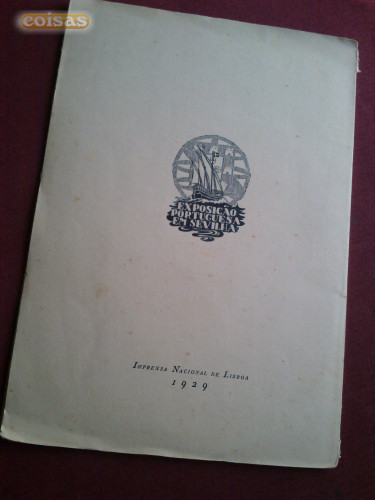 coisas
EXPOSIÇÃO
PORTUGUESA
EM SEVILHA
IMPRENSA NACIONAL DE LISBOA
1929